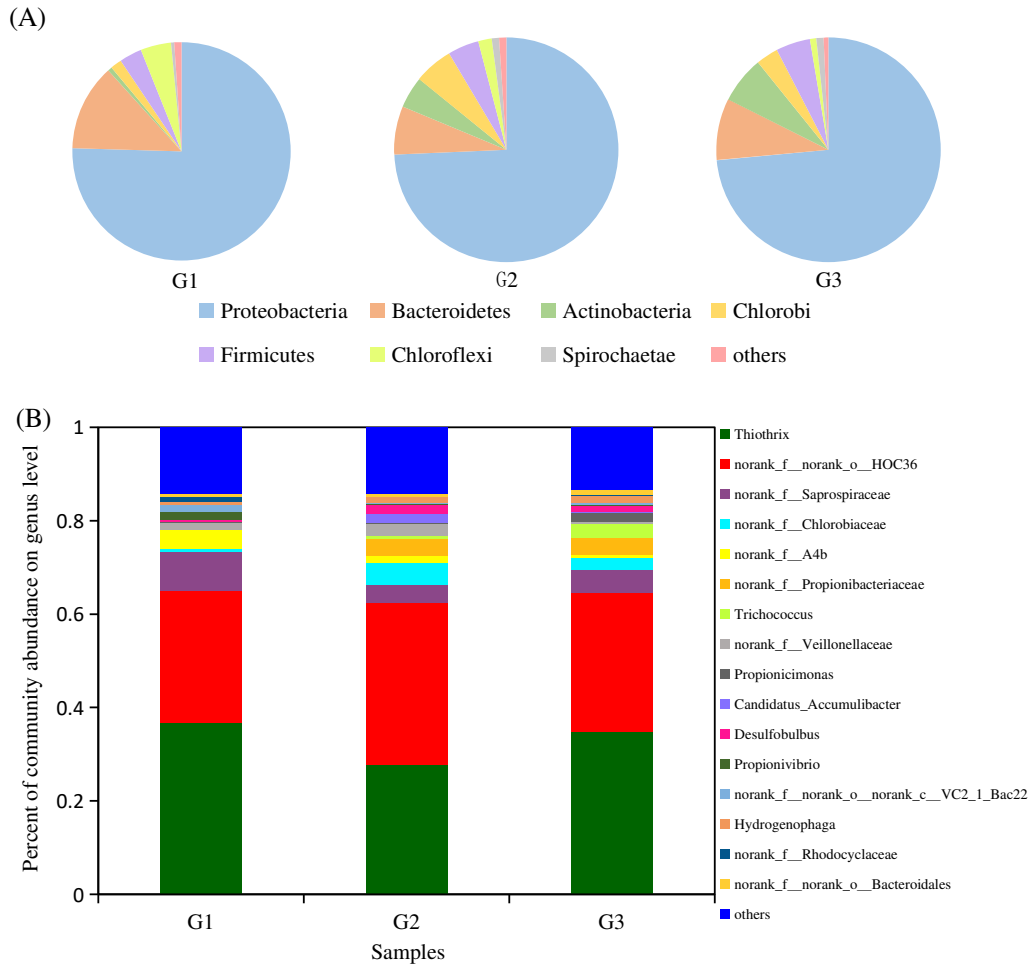 (A)
G1
G2
G3
Proteobacteria
Bacteroidetes
Actinobacteria
Chlorobi
Firmicutes
Chloroflexi
Spirochaetae
others
(B)
Percent of community abundance on genus level
1
0.8
0.6
0.4
0.2
0
G1
G2
G3
Samples
Thiothrix
norank_f__norank_o__HOC36
norank_f__Saprospiraceae
norank_f__Chlorobiaceae
norank_f__A4b
norank_f__Propionibacteriaceae
Trichococcus
norank_f__Veillonellaceae
Propionicimonas
Candidatus_Accumulibacter
Desulfobulbus
Propionivibrio
norank_f__norank_o__norank_c__VC2_1_Bac22
Hydrogenophaga
norank_f__Rhodocyclaceae
norank_f__norank_o__Bacteroidales
others